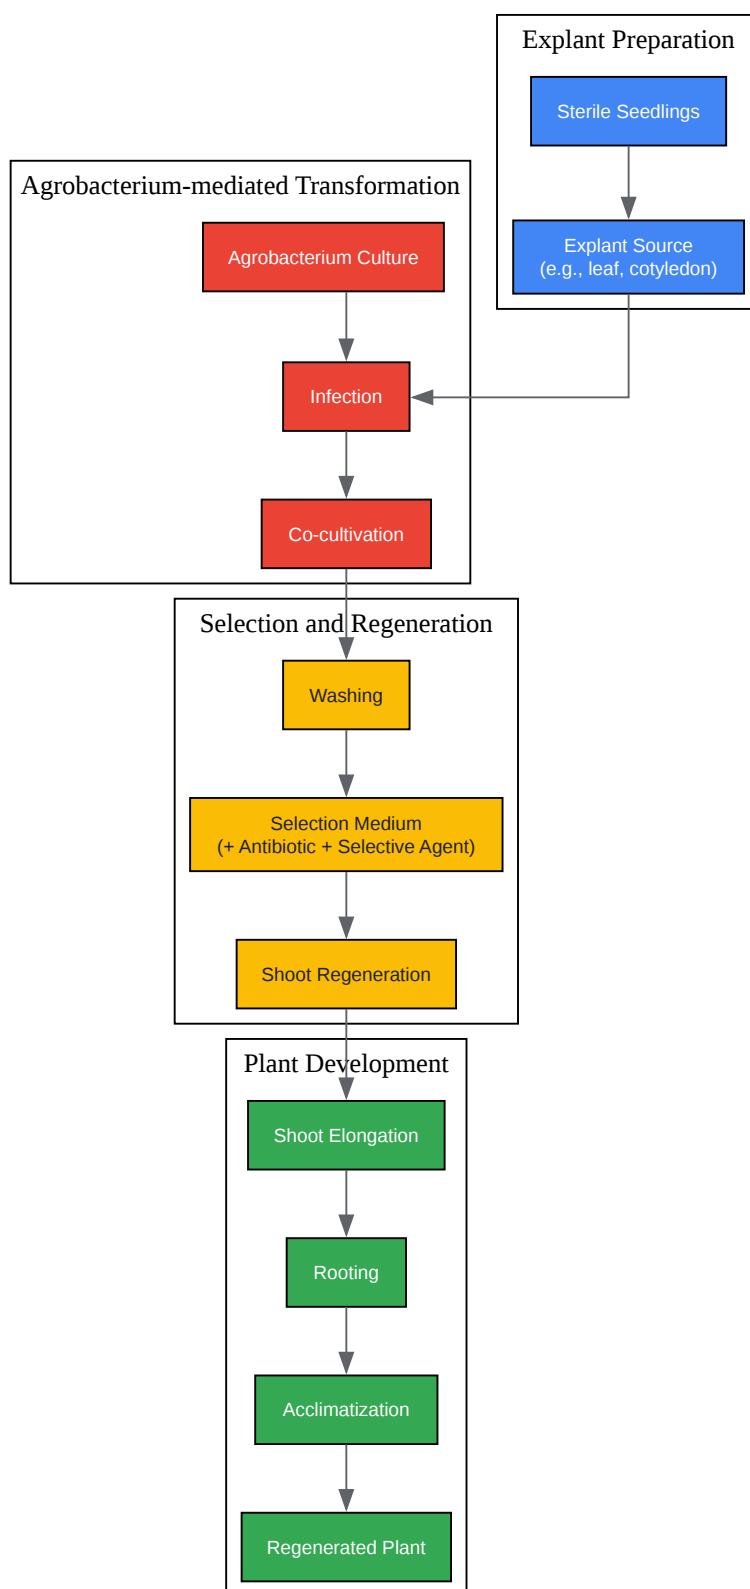 Explant Preparation
Sterile Seedlings
Explant Source
(e.g., leaf, cotyledon)
Agrobacterium-mediated Transformation
Agrobacterium Culture
Infection
Co-cultivation
Selection and Regeneration
Washing
Selection Medium
(+ Antibiotic + Selective Agent)
Shoot Regeneration
Plant Development
Shoot Elongation
Rooting
Acclimatization
Regenerated Plant